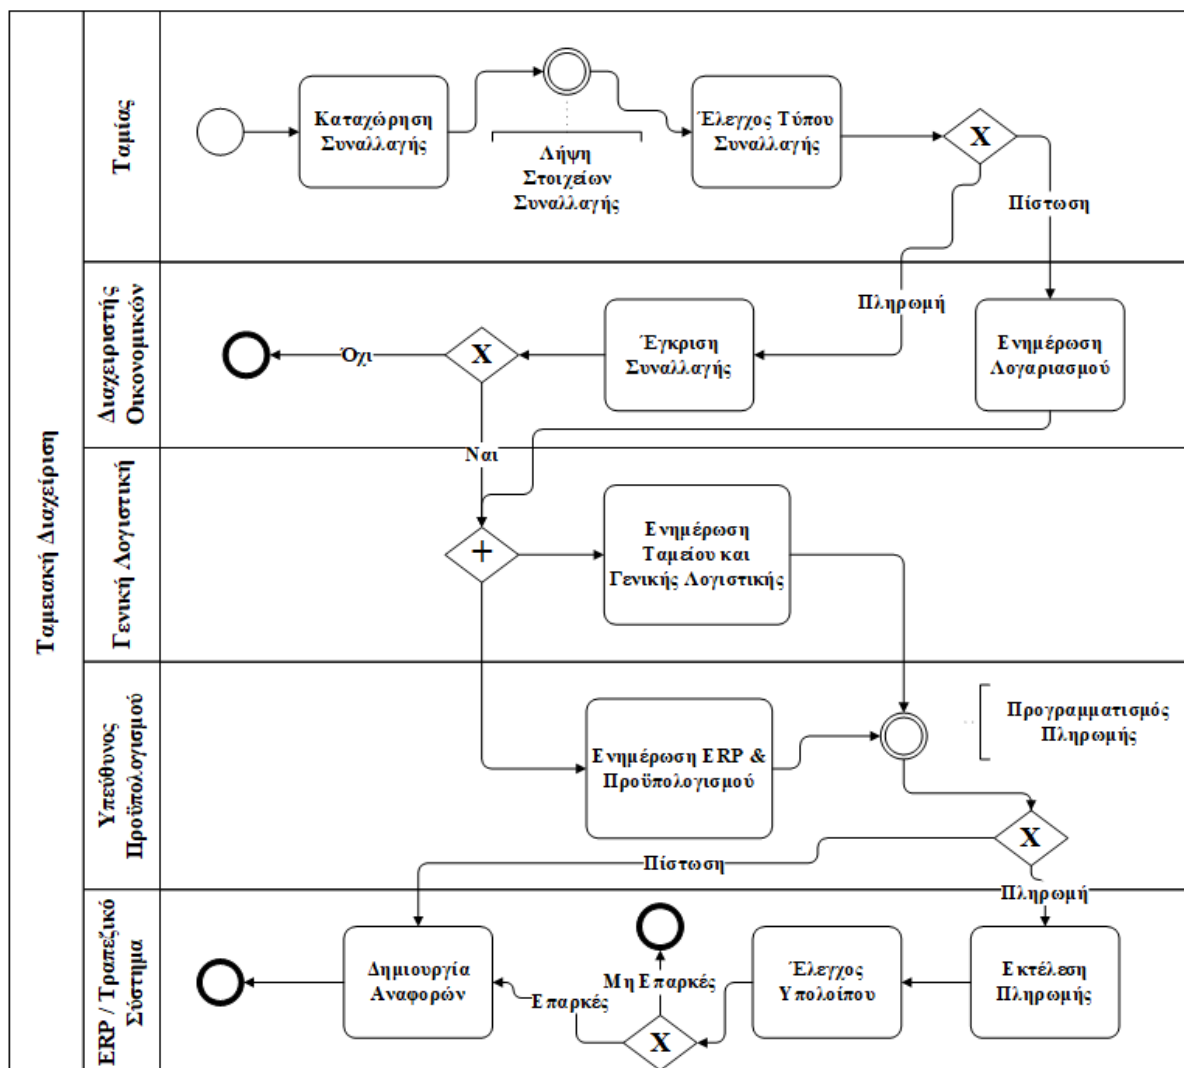 Ταμειακή Διαχείριση
Ταμίας
Καταχώρηση
Συναλλαγής
Λήψη
Στοιχείων
Συναλλαγής
Έλεγχος Τύπου
Συναλλαγής
X
Πίστωση
Πληρωμή
Διαχειριστής
Οικονομικών
Όχι
X
Έγκριση
Συναλλαγής
Ενημέρωση
Λογαριασμού
Ναι
Γενική Λογιστική
+
Ενημέρωση
Ταμείου και
Γενικής Λογιστικής
Υπεύθυνος
Προϋπολογισμού
Ενημέρωση ERP &
Προϋπολογισμού
Προγραμματισμός
Πληρωμής
X
Πίστωση
Πληρωμή
ERP / Τραπεζικό
Σύστημα
Δημιουργία
Αναφορών
Επαρκές
Μη Επαρκές
X
Έλεγχος
Υπολοίπου
Εκτέλεση
Πληρωμής